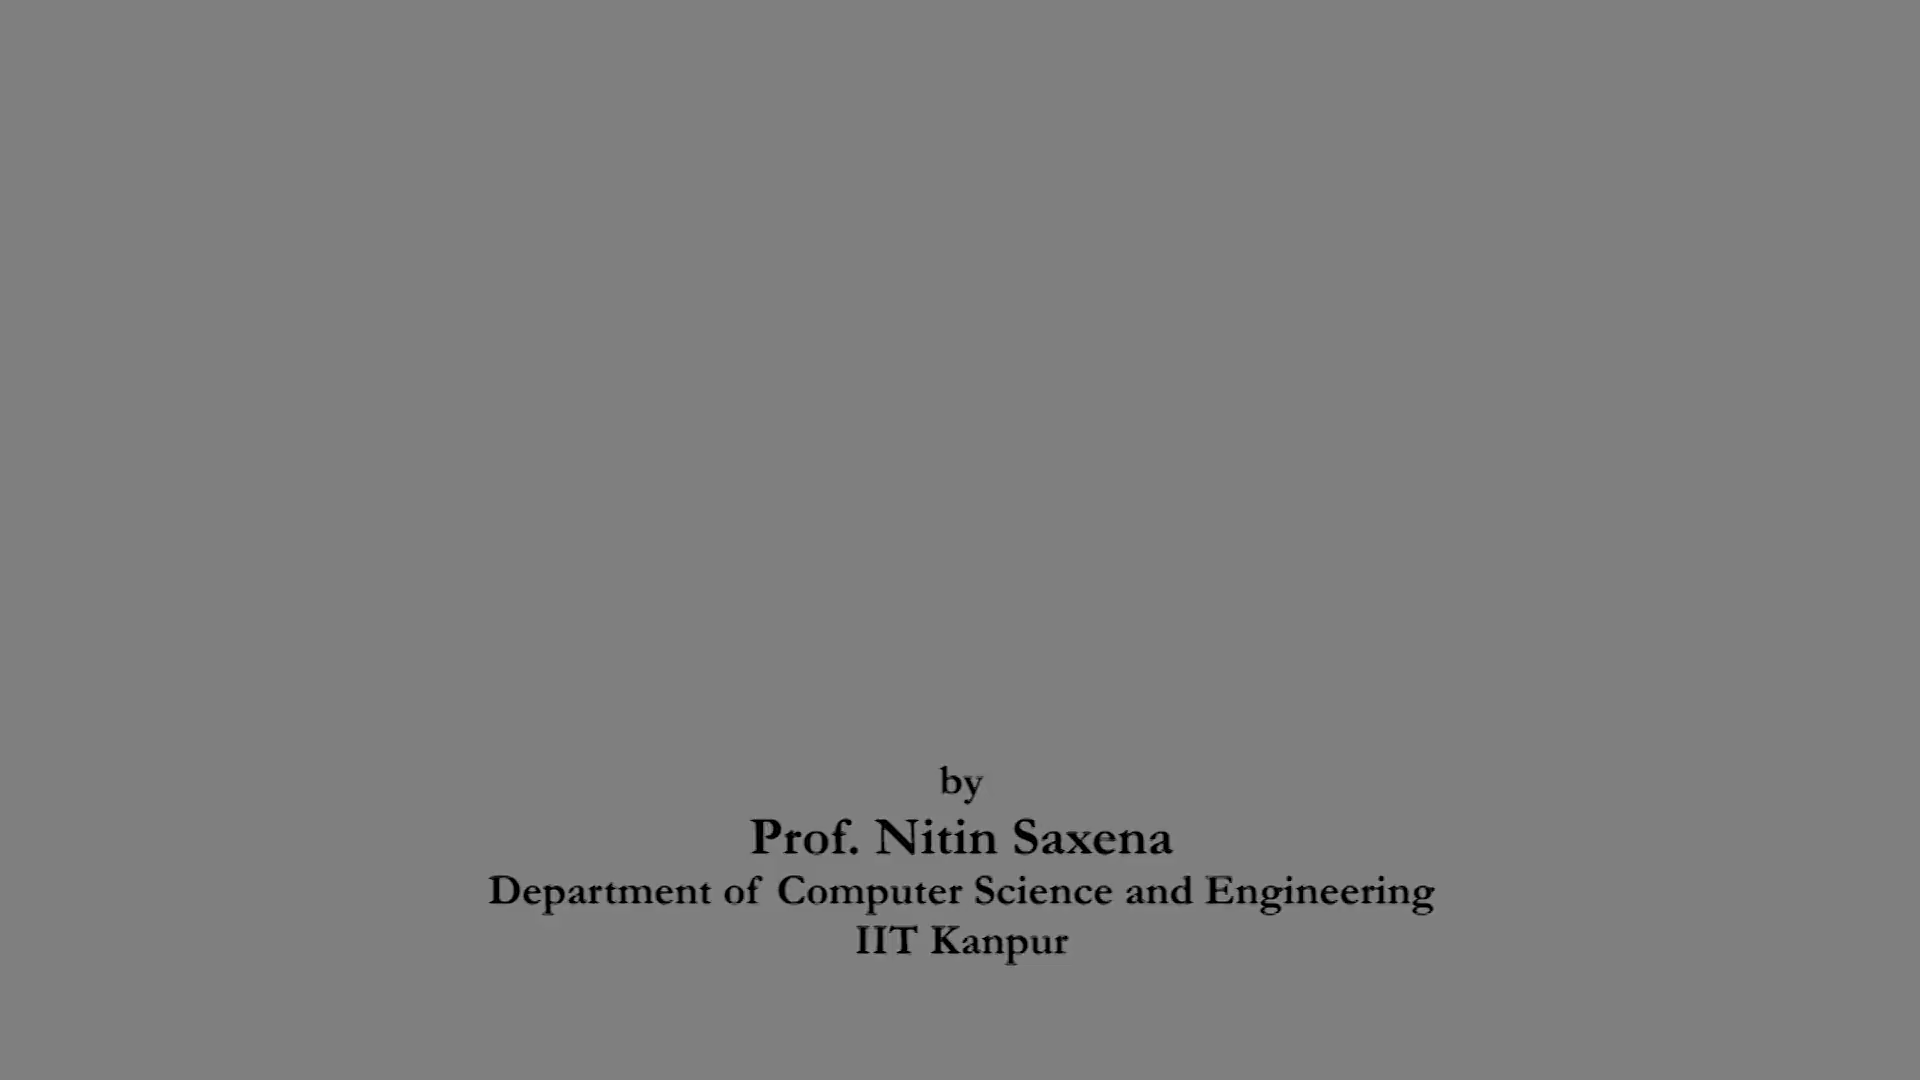 by
Prof. Nitin Saxena
Department of Computer Science and Engineering
IIT Kanpur